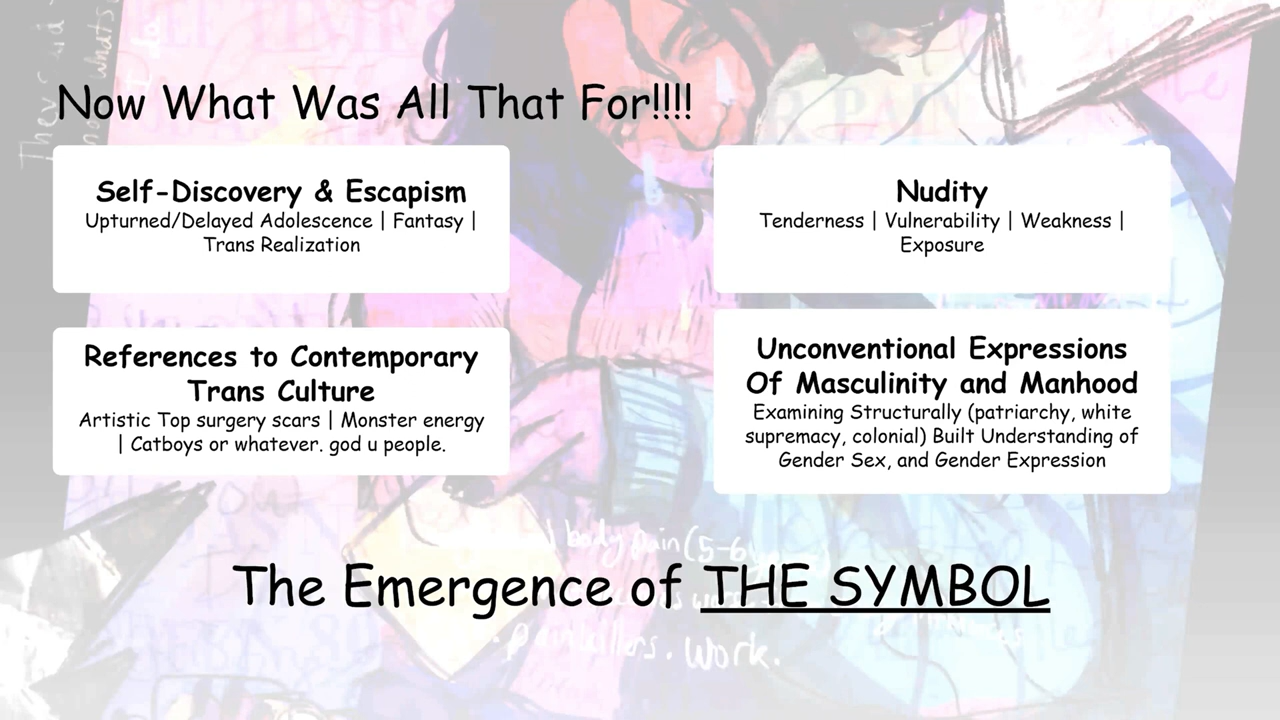 Now What Was All That For!!!!
Self-Discovery & Escapism
Upturned/Delayed Adolescence | Fantasy |
Trans Realization
Nudity
Tenderness | Vulnerability | Weakness |
Exposure
References to Contemporary
Trans Culture
Artistic Top surgery scars | Monster energy
| Catboys or whatever. god u people.
Unconventional Expressions
Of Masculinity and Manhood
Examining Structurally (patriarchy, white
supremacy, colonial) Built Understanding of
Gender Sex, and Gender Expression
body pain (5-6
The Emergence of THE SYMBOL
painkillers. Work.